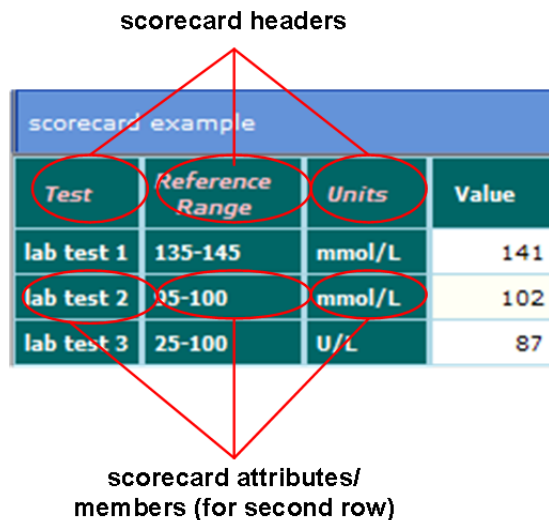 scorecard headers
scorecard example
Test Reference Range Units Value
lab test 1 135-145 mmol/L 141
lab test 2 95-100 mmol/L 102
lab test 3 25-100 U/L 87
scorecard attributes/
members (for second row)